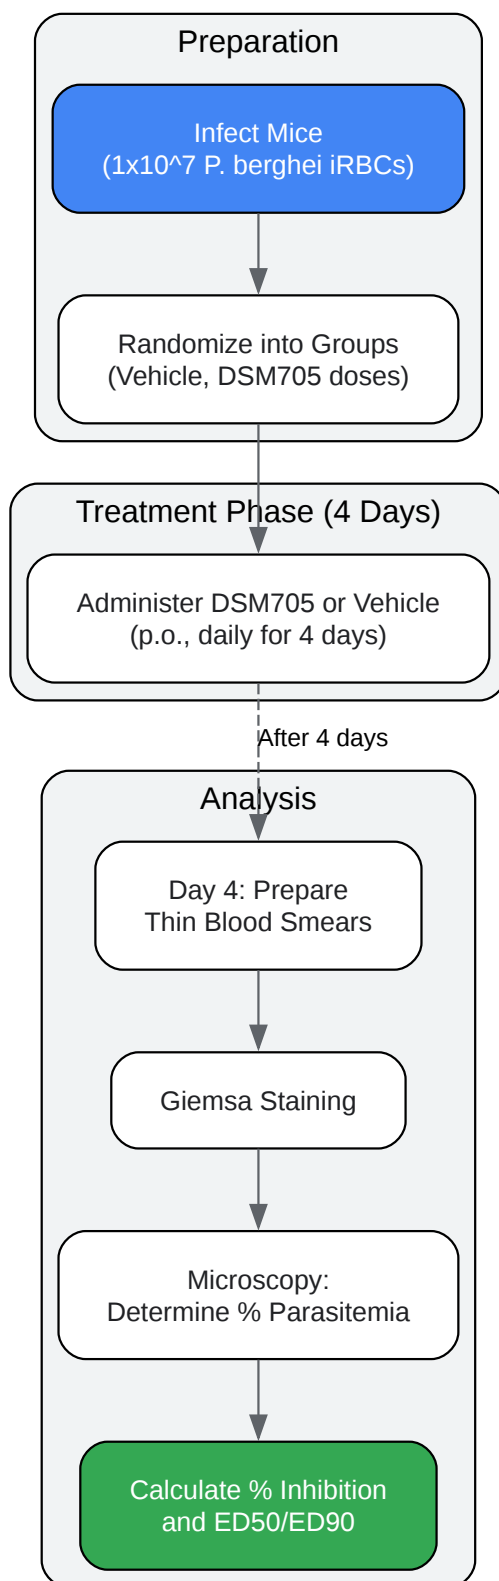 Preparation
Infect Mice
(1x10^7 P. berghei iRBCs)
Randomize into Groups
(Vehicle, DSM705 doses)
Treatment Phase (4 Days)
Administer DSM705 or Vehicle
(p.o., daily for 4 days)
After 4 days
Analysis
Day 4: Prepare
Thin Blood Smears
Giemsa Staining
Microscopy:
Determine % Parasitemia
Calculate % Inhibition
and ED50/ED90